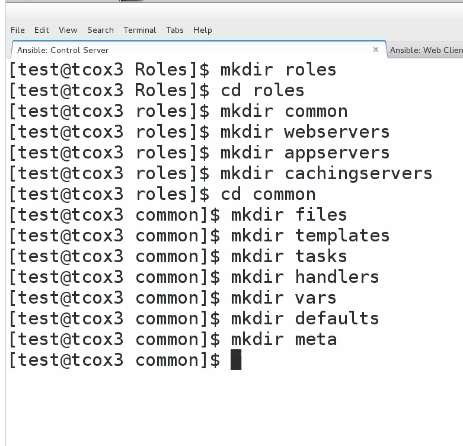 File Edit View Search Terminal Tabs Help
Ansible: Control Server × Ansible: Web Clien
[test@tcox3 Roles]$ mkdir roles
[test@tcox3 Roles]$ cd roles
[test@tcox3 roles]$ mkdir common
[test@tcox3 roles]$ mkdir webservers
[test@tcox3 roles]$ mkdir appservers
[test@tcox3 roles]$ mkdir cachingservers
[test@tcox3 roles]$ cd common
[test@tcox3 common]$ mkdir files
[test@tcox3 common]$ mkdir templates
[test@tcox3 common]$ mkdir tasks
[test@tcox3 common]$ mkdir handlers
[test@tcox3 common]$ mkdir vars
[test@tcox3 common]$ mkdir defaults
[test@tcox3 common]$ mkdir meta
[test@tcox3 common]$